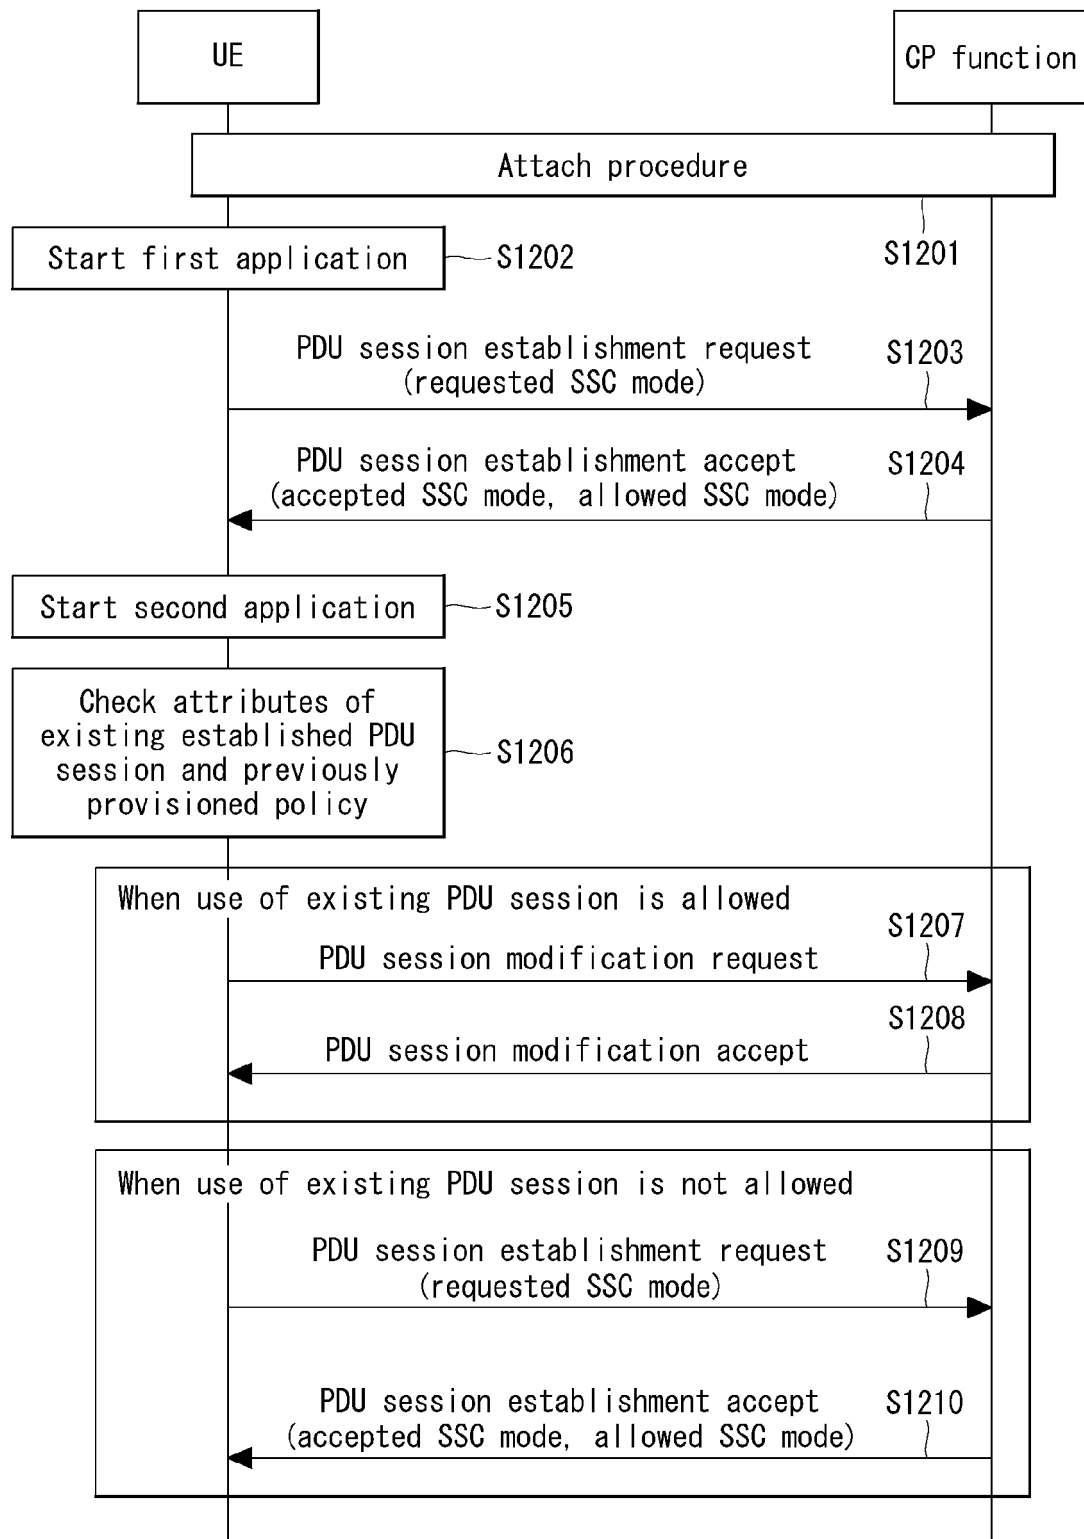 UE
CP function
Attach procedure
S1201
Start first application
S1202
PDU session establishment request
(requested SSC mode)
S1203
PDU session establishment accept
(accepted SSC mode, allowed SSC mode)
S1204
Start second application
S1205
Check attributes of
existing established PDU
session and previously
provisioned policy
S1206
When use of existing PDU session is allowed
S1207
PDU session modification request
S1208
PDU session modification accept
When use of existing PDU session is not allowed
PDU session establishment request
(requested SSC mode)
S1209
PDU session establishment accept
(accepted SSC mode, allowed SSC mode)
S1210